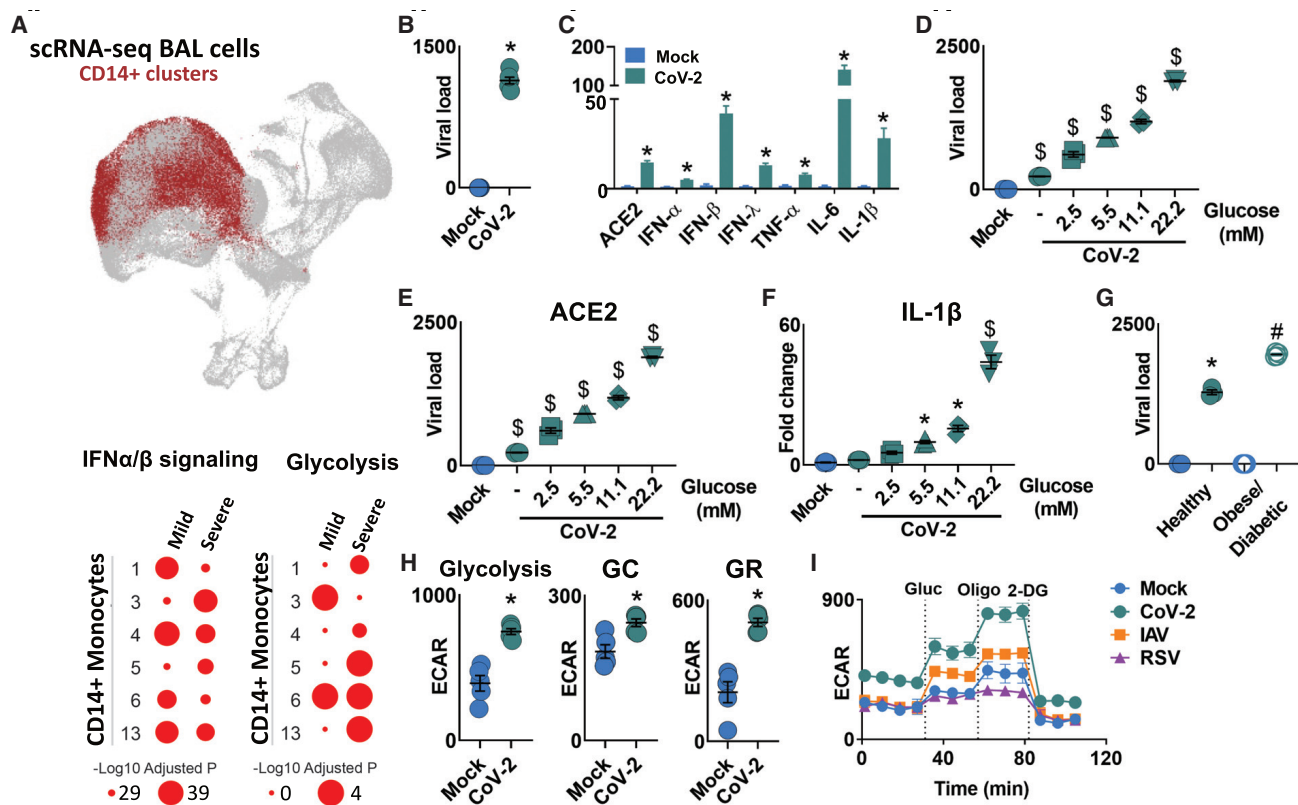 A
scRNA-seq BAL cells
CD14+ clusters
IFNα/β signaling
Glycolysis
Mild
Severe
Mild
Severe
CD14+ Monocytes
1
3
4
5
6
13
CD14+ Monocytes
1
3
4
5
6
13
-Log10 Adjusted P
29
39
-Log10 Adjusted P
0
4
B
Viral load
1500
0
*
Mock
CoV-2
C
Mock
CoV-2
200
100
50
0
* * * * * * *
ACE2
IFN-α
IFN-β
IFN-λ
TNF-α
IL-6
IL-1β
D
Viral load
2500
0
$ $ $ $ $
Mock
-
2.5
5.5
11.1
22.2
Glucose
(mM)
CoV-2
E
ACE2
Viral load
2500
0
$ $ $ $ $
Mock
-
2.5
5.5
11.1
22.2
Glucose
(mM)
CoV-2
F
IL-1β
Fold change
60
0
* * $
Mock
-
2.5
5.5
11.1
22.2
Glucose
(mM)
CoV-2
G
Viral load
2500
0
* #
Healthy
Obese/
Diabetic
H
Glycolysis
ECAR
1000
0
*
Mock
CoV-2
GC
ECAR
300
0
*
Mock
CoV-2
GR
ECAR
600
0
*
Mock
CoV-2
I
Gluc
Oligo
2-DG
ECAR
900
0
0
40
80
120
Time (min)
Mock
CoV-2
IAV
RSV